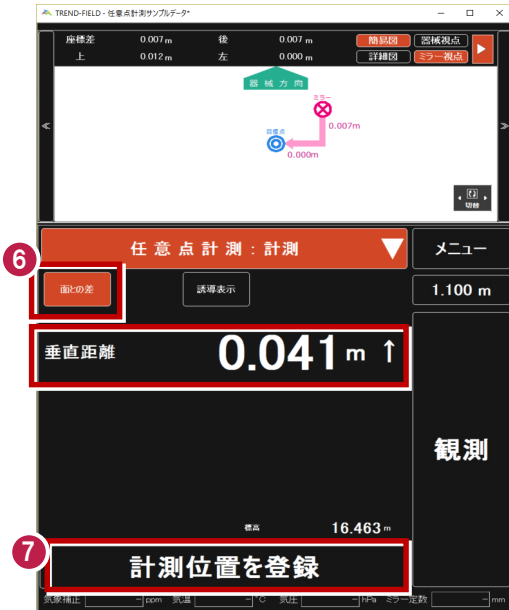 TREND-FIELD - 任意点計測サンプルデータ*
座標差 0.007 m 後 0.007 m 簡易図 器械視点
上 0.012 m 左 0.000 m 詳細図 ミラー視点
器械方向
ミラー
0.007m
目標点
0.000m
切替
任意点計測：計測 メニュー
6
面との差 誘導表示 1.100 m
垂直距離 0.041 m ↑
観測
標高 16.463 m
7
計測位置を登録
気象補正 - ppm 気温 - °C 気圧 - hPa ミラー定数 - mm